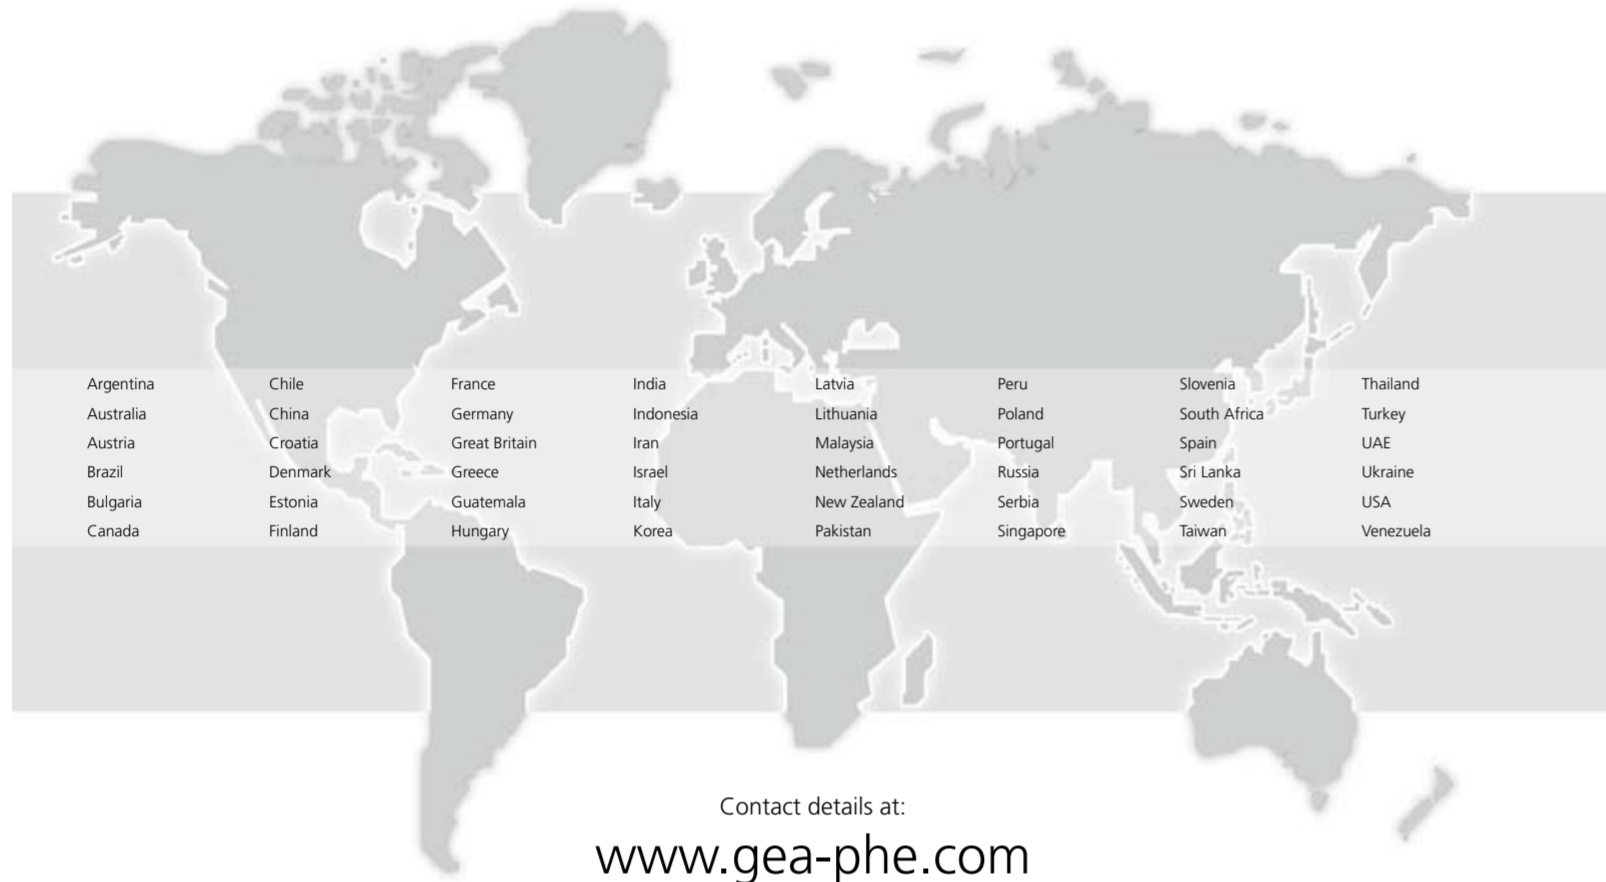 Argentina Chile France India Latvia Peru Slovenia Thailand
Australia China Germany Indonesia Lithuania Poland South Africa Turkey
Austria Croatia Great Britain Iran Malaysia Portugal Spain UAE
Brazil Denmark Greece Israel Netherlands Russia Sri Lanka Ukraine
Bulgaria Estonia Guatemala Italy New Zealand Serbia Sweden USA
Canada Finland Hungary Korea Pakistan Singapore Taiwan Venezuela
Contact details at:
www.gea-phe.com